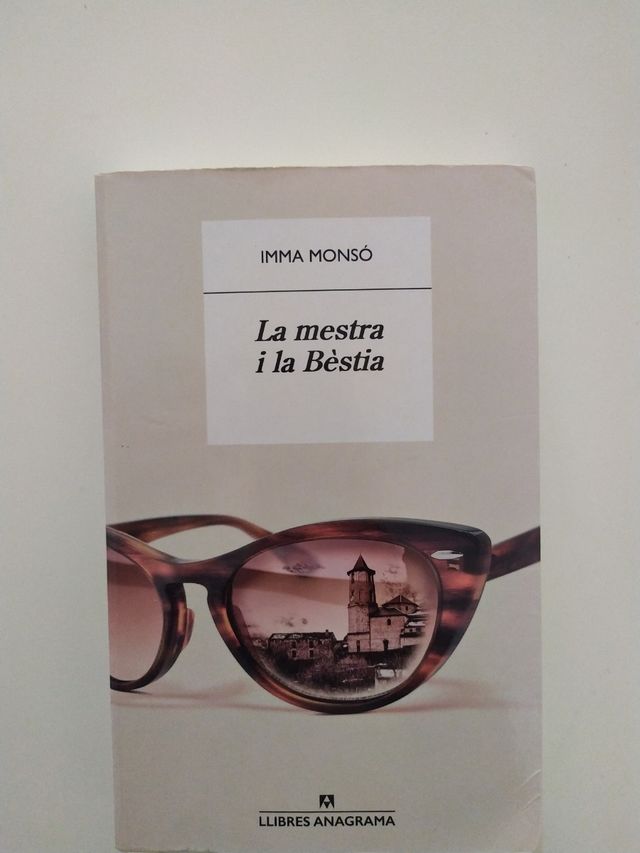 IMMA MONSÓ
La mestra
i la Bèstia
LLIBRES ANAGRAMA